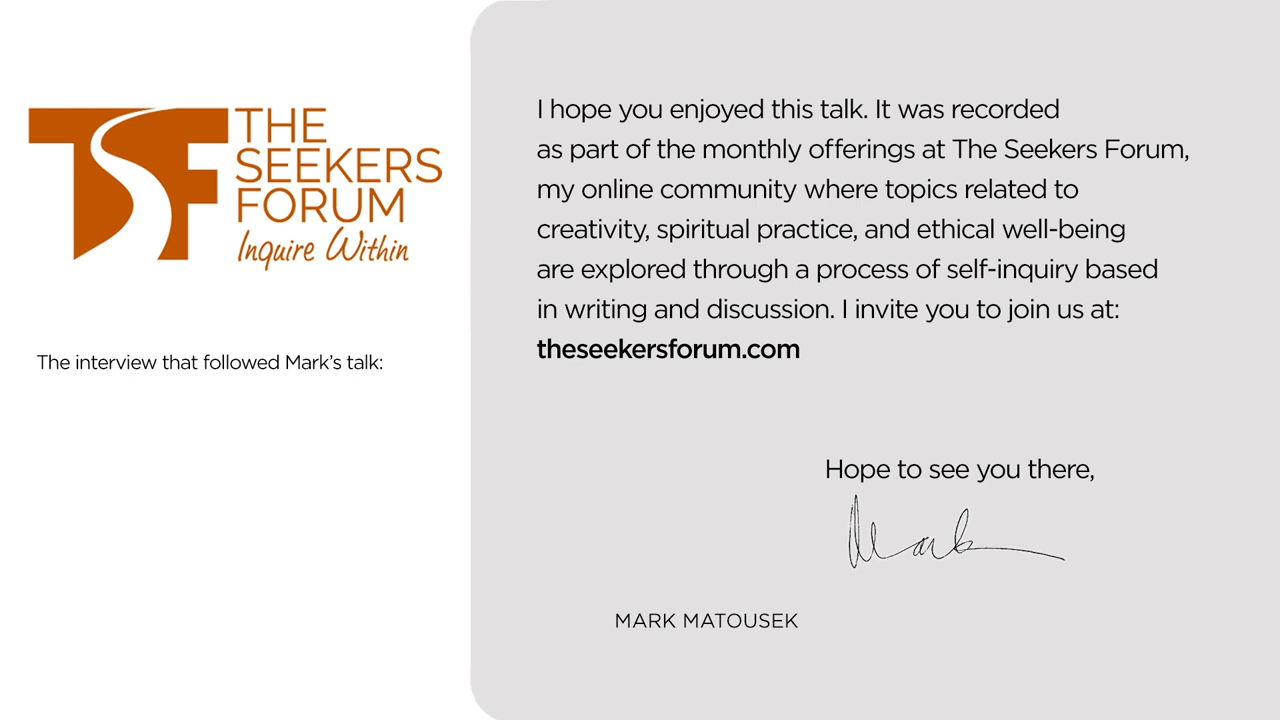 TSF
THE
SEEKERS
FORUM
Inquire Within
The interview that followed Mark's talk:
I hope you enjoyed this talk. It was recorded
as part of the monthly offerings at The Seekers Forum,
my online community where topics related to
creativity, spiritual practice, and ethical well-being
are explored through a process of self-inquiry based
in writing and discussion. I invite you to join us at:
theseekersforum.com
Hope to see you there,
Mark
MARK MATOUSEK